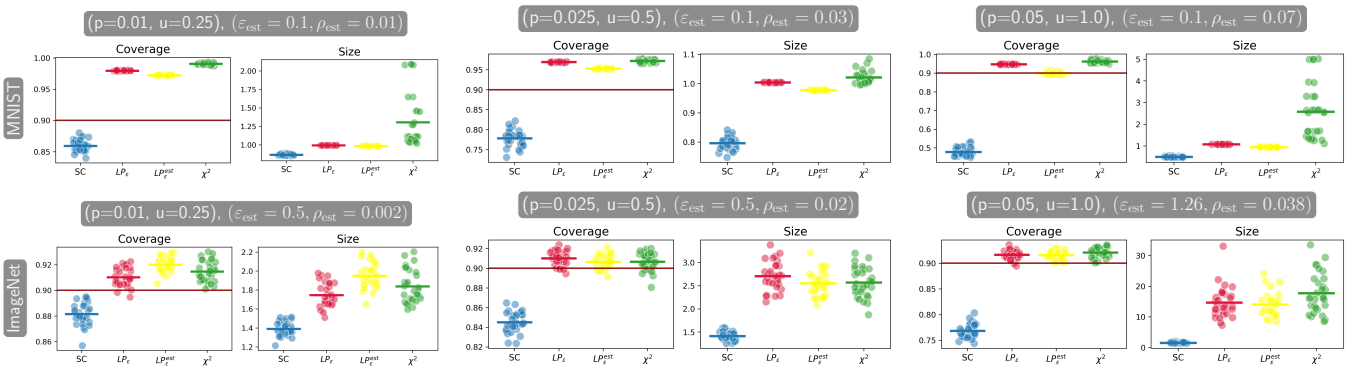 (p=0.01, u=0.25), (ε_est = 0.1, ρ_est = 0.01)
(p=0.025, u=0.5), (ε_est = 0.1, ρ_est = 0.03)
(p=0.05, u=1.0), (ε_est = 0.1, ρ_est = 0.07)
MNIST
Coverage
1.00
0.95
0.90
0.85
SC LP_ε LP_ε^est χ²
Size
2.00
1.75
1.50
1.25
1.00
SC LP_ε LP_ε^est χ²
Coverage
0.95
0.90
0.85
0.80
0.75
SC LP_ε LP_ε^est χ²
Size
1.1
1.0
0.9
0.8
SC LP_ε LP_ε^est χ²
Coverage
1.0
0.9
0.8
0.7
0.6
0.5
SC LP_ε LP_ε^est χ²
Size
5
4
3
2
1
SC LP_ε LP_ε^est χ²
(p=0.01, u=0.25), (ε_est = 0.5, ρ_est = 0.002)
(p=0.025, u=0.5), (ε_est = 0.5, ρ_est = 0.02)
(p=0.05, u=1.0), (ε_est = 1.26, ρ_est = 0.038)
ImageNet
Coverage
0.92
0.90
0.88
0.86
SC LP_ε LP_ε^est χ²
Size
2.2
2.0
1.8
1.6
1.4
1.2
SC LP_ε LP_ε^est χ²
Coverage
0.92
0.90
0.88
0.86
0.84
0.82
SC LP_ε LP_ε^est χ²
Size
3.0
2.5
2.0
1.5
SC LP_ε LP_ε^est χ²
Coverage
0.90
0.85
0.80
0.75
SC LP_ε LP_ε^est χ²
Size
30
20
10
0
SC LP_ε LP_ε^est χ²